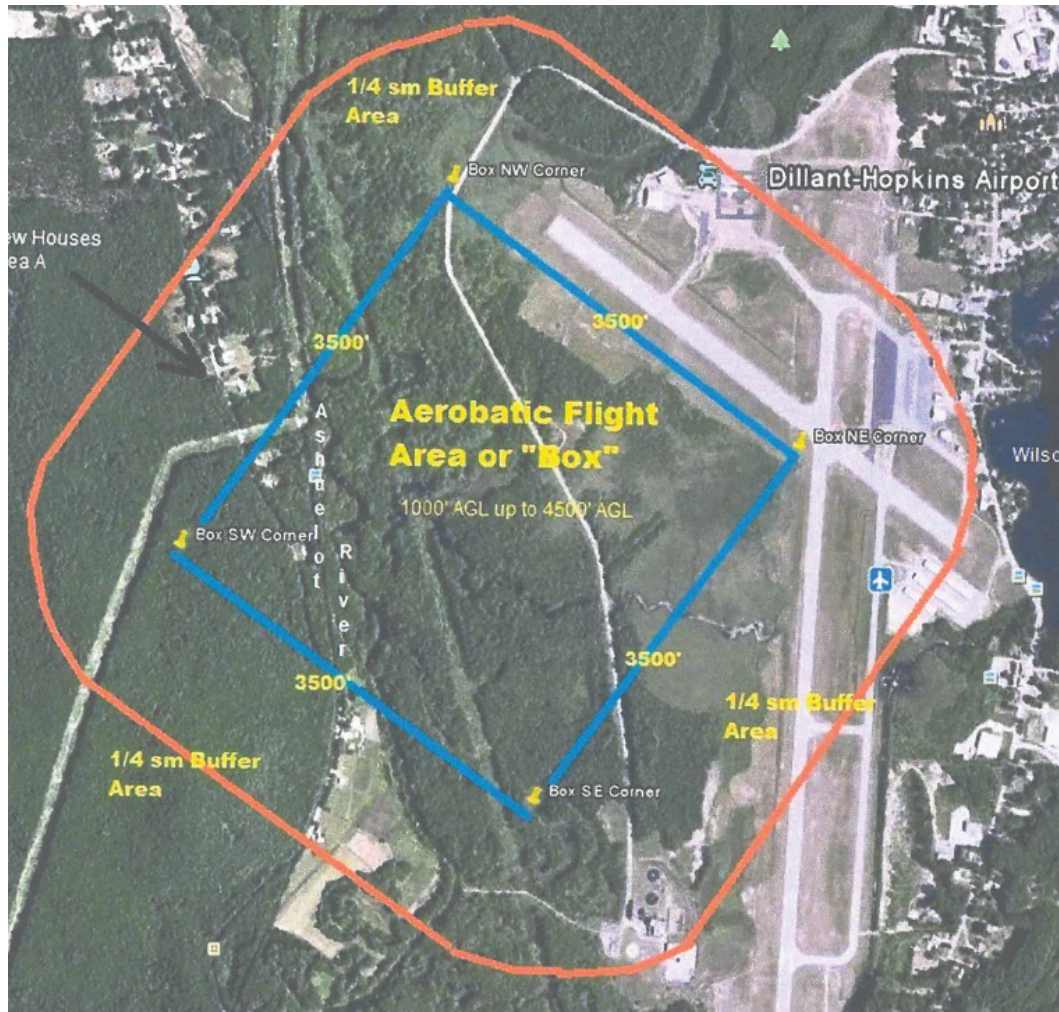 1/4 sm Buffer
Area
Box NW Corner
Dillant-Hopkins Airport
ew Houses
ea A
3500'
3500'
Aerobatic Flight
Area or "Box"
1000' AGL up to 4500' AGL
Box NE Corner
Wilso
Box SW Corner
Ashuelot
River
3500'
3500'
1/4 sm Buffer
Area
1/4 sm Buffer
Area
Box SE Corner